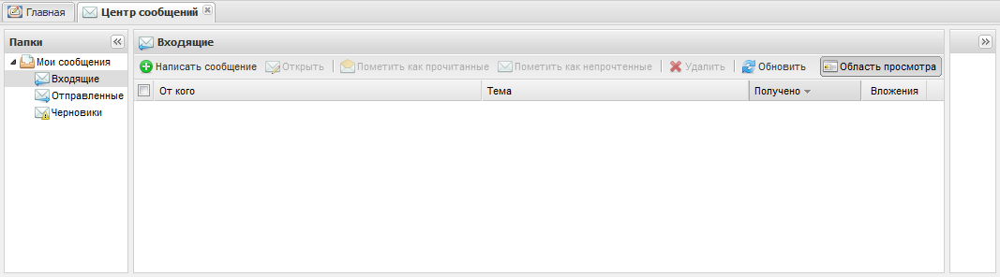 Главная Центр сообщений
Папки
Мои сообщения
Входящие
Отправленные
Черновики
Входящие
Написать сообщение Открыть Пометить как прочитанные Пометить как непрочтенные Удалить Обновить Область просмотра
От кого Тема Получено Вложения